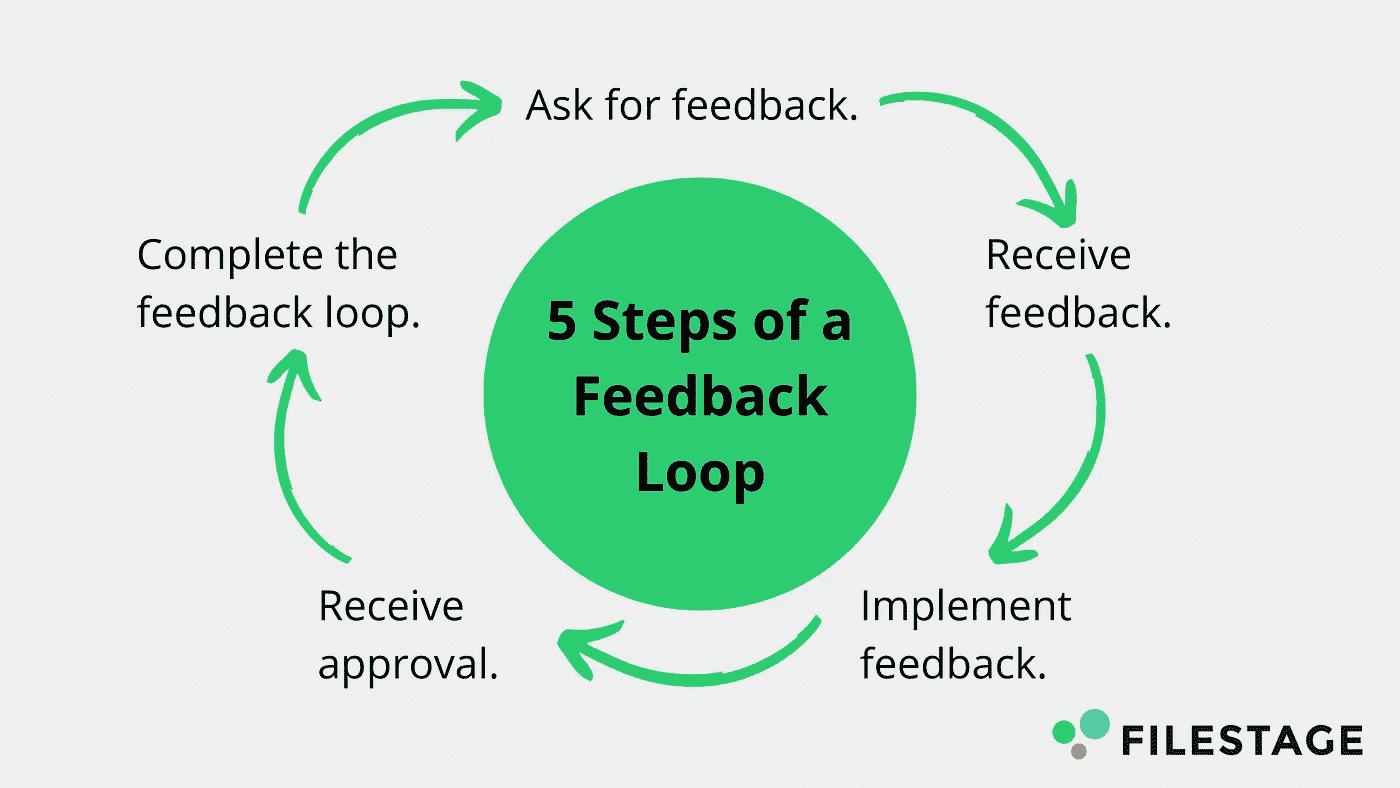 Ask for feedback.
Receive
feedback.
Implement
feedback.
Receive
approval.
Complete the
feedback loop.
5 Steps of a
Feedback
Loop
FILESTAGE